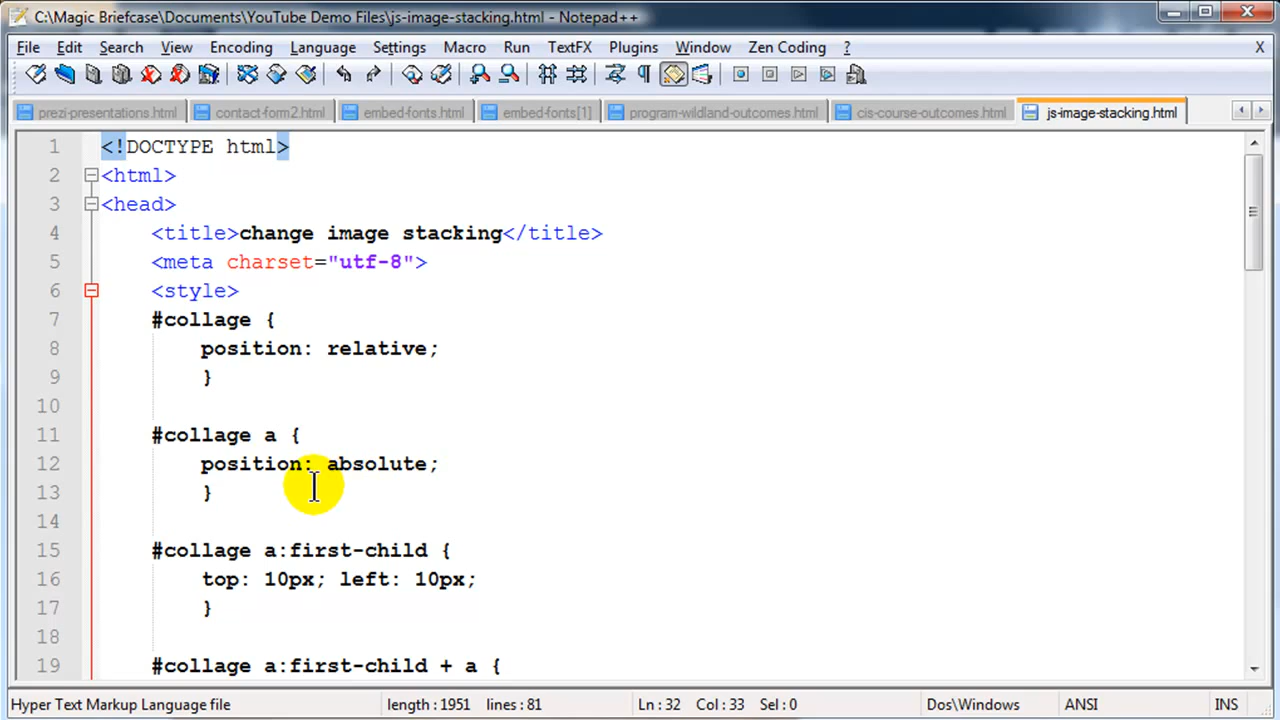 C:\Magic Briefcase\Documents\YouTube Demo Files\js-image-stacking.html - Notepad++
File Edit Search View Encoding Language Settings Macro Run TextFX Plugins Window Zen Coding ? X
prezi-presentations.html contact-form2.html embed-fonts.html embed-fonts[1] program-wildland-outcomes.html cis-course-outcomes.html js-image-stacking.html
1 <!DOCTYPE html>
2 <html>
3 <head>
4 <title>change image stacking</title>
5 <meta charset="utf-8">
6 <style>
7 #collage {
8 position: relative;
9 }
10
11 #collage a {
12 position: absolute;
13 }
14
15 #collage a:first-child {
16 top: 10px; left: 10px;
17 }
18
19 #collage a:first-child + a {
Hyper Text Markup Language file length : 1951 lines : 81 Ln : 32 Col : 33 Sel : 0 Dos\Windows ANSI INS